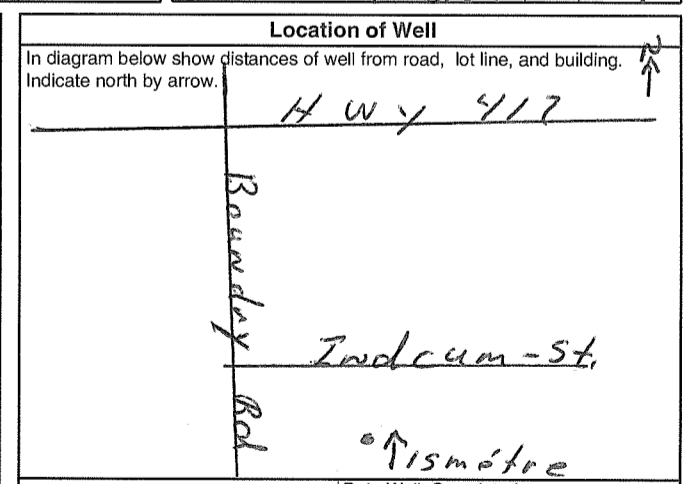 Location of Well
In diagram below show distances of well from road, lot line, and building.
Indicate north by arrow.
N
HWY 417
Boundry Rd
Indcum-St.
↑15métre